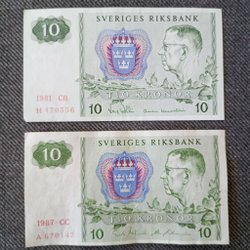 SVERIGES RIKSBANK
10
1981 CH
H 470556
TIO KRONOR
10
10
SVERIGES RIKSBANK
10
1987 CC
A 670142
TIO KRONOR
10
10